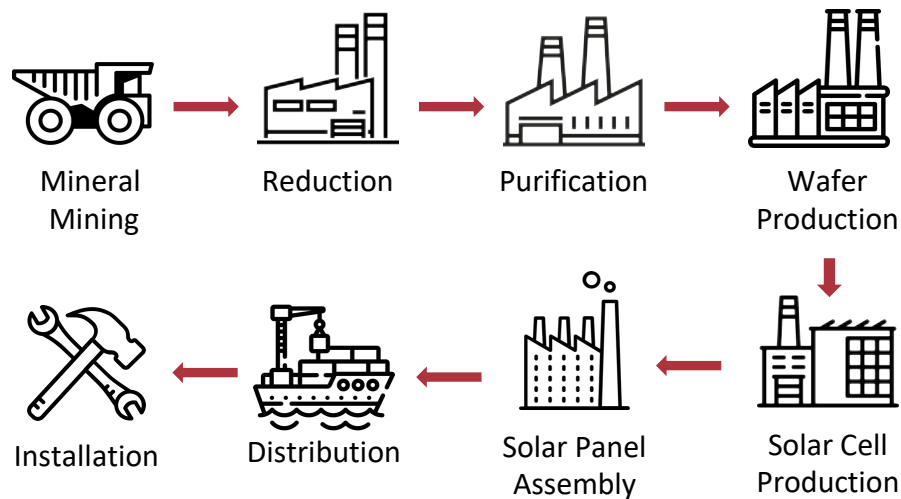 Mineral
Mining
Reduction
Purification
Wafer
Production
Solar Cell
Production
Solar Panel
Assembly
Distribution
Installation